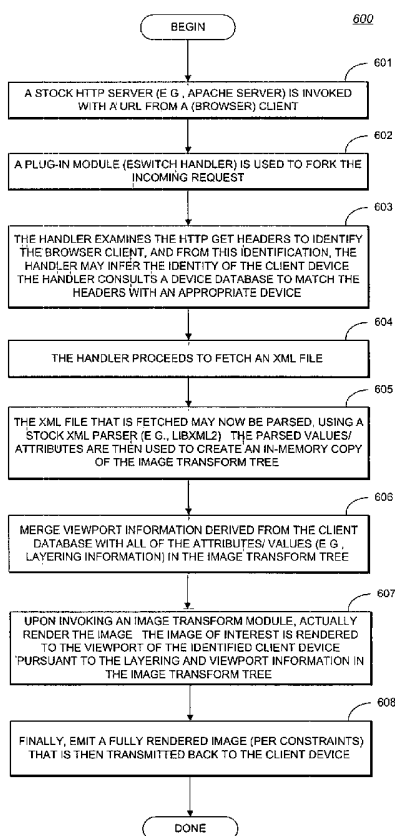 BEGIN
600
601
A STOCK HTTP SERVER (E G , APACHE SERVER) IS INVOKED
WITH A URL FROM A (BROWSER) CLIENT
602
A PLUG-IN MODULE (ESWITCH HANDLER) IS USED TO FORK THE
INCOMING REQUEST
603
THE HANDLER EXAMINES THE HTTP GET HEADERS TO IDENTIFY
THE BROWSER CLIENT, AND FROM THIS IDENTIFICATION, THE
HANDLER MAY INFER THE IDENTITY OF THE CLIENT DEVICE
THE HANDLER CONSULTS A DEVICE DATABASE TO MATCH THE
HEADERS WITH AN APPROPRIATE DEVICE
604
THE HANDLER PROCEEDS TO FETCH AN XML FILE
605
THE XML FILE THAT IS FETCHED MAY NOW BE PARSED, USING A
STOCK XML PARSER (E G., LIBXML2) THE PARSED VALUES/
ATTRIBUTES ARE THEN USED TO CREATE AN IN-MEMORY COPY
OF THE IMAGE TRANSFORM TREE
606
MERGE VIEWPORT INFORMATION DERIVED FROM THE CLIENT
DATABASE WITH ALL OF THE ATTRIBUTES/ VALUES (E G ,
LAYERING INFORMATION) IN THE IMAGE TRANSFORM TREE
607
UPON INVOKING AN IMAGE TRANSFORM MODULE, ACTUALLY
RENDER THE IMAGE THE IMAGE OF INTEREST IS RENDERED
TO THE VIEWPORT OF THE IDENTIFIED CLIENT DEVICE
PURSUANT TO THE LAYERING AND VIEWPORT INFORMATION IN
THE IMAGE TRANSFORM TREE
608
FINALLY, EMIT A FULLY RENDERED IMAGE (PER CONSTRAINTS)
THAT IS THEN TRANSMITTED BACK TO THE CLIENT DEVICE
DONE